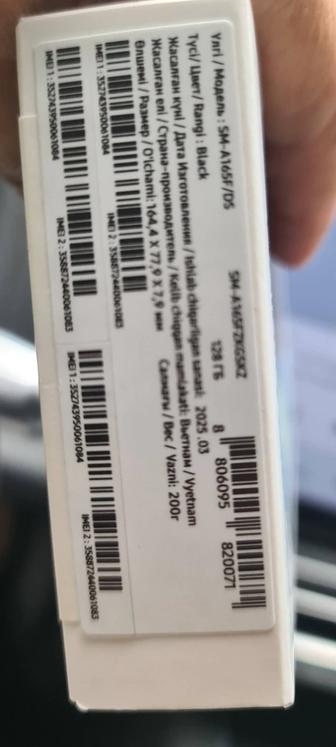 Үлгі / Модель : SM-A165F/DS
SM-A165FZKGSKZ
Түсі/ Цвет/ Rangi : Black
128 ГБ
8 806095 820071
Жасалған күні / Дата Изготовления / Ishlab chiqarilgan sanasi: 2025 .03
Жасалған елі / Страна-производитель / Kelib chiqqan mamlakati: Вьетнам / Vyetnam
Өлшемі / Размер / O'lchami: 164,4 X 77,9 X 7,9 мм
Салмағы / Вес / Vazni: 200г
IMEI 1 : 352743950061084
IMEI 2 : 358872440061083
IMEI 1 : 352743950061084
IMEI 2 : 358872440061083
IMEI 1 : 352743950061084
IMEI 2 : 358872440061083